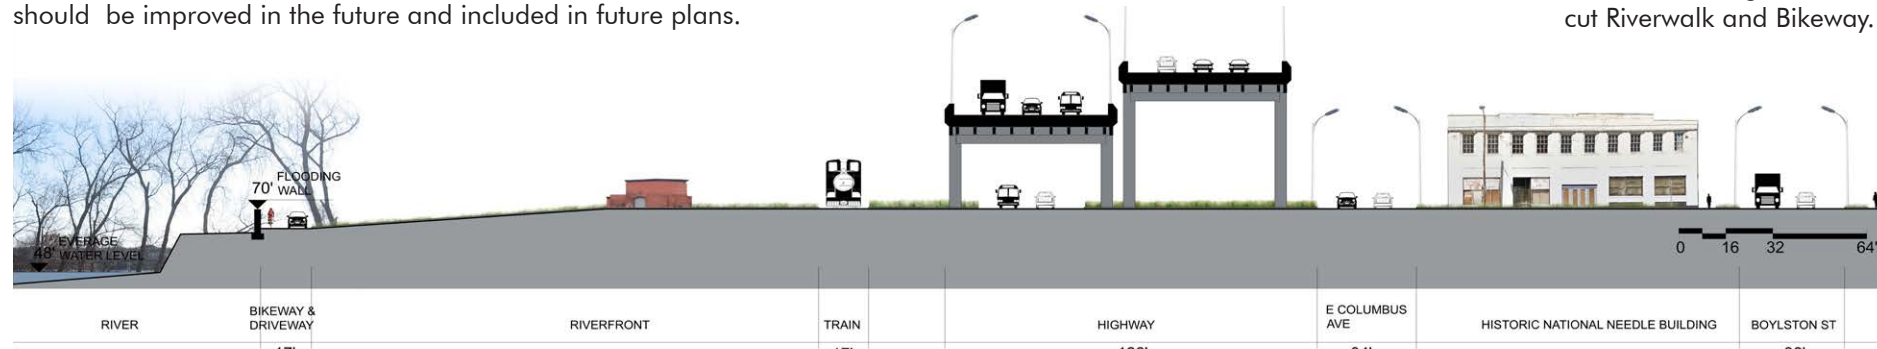 should be improved in the future and included in future plans.
cut Riverwalk and Bikeway.
FLOODING
70' WALL
EVERAGE
48' WATER LEVEL
0 16 32 64'
RIVER
BIKEWAY &
DRIVEWAY
RIVERFRONT
TRAIN
HIGHWAY
E COLUMBUS
AVE
HISTORIC NATIONAL NEEDLE BUILDING
BOYLSTON ST